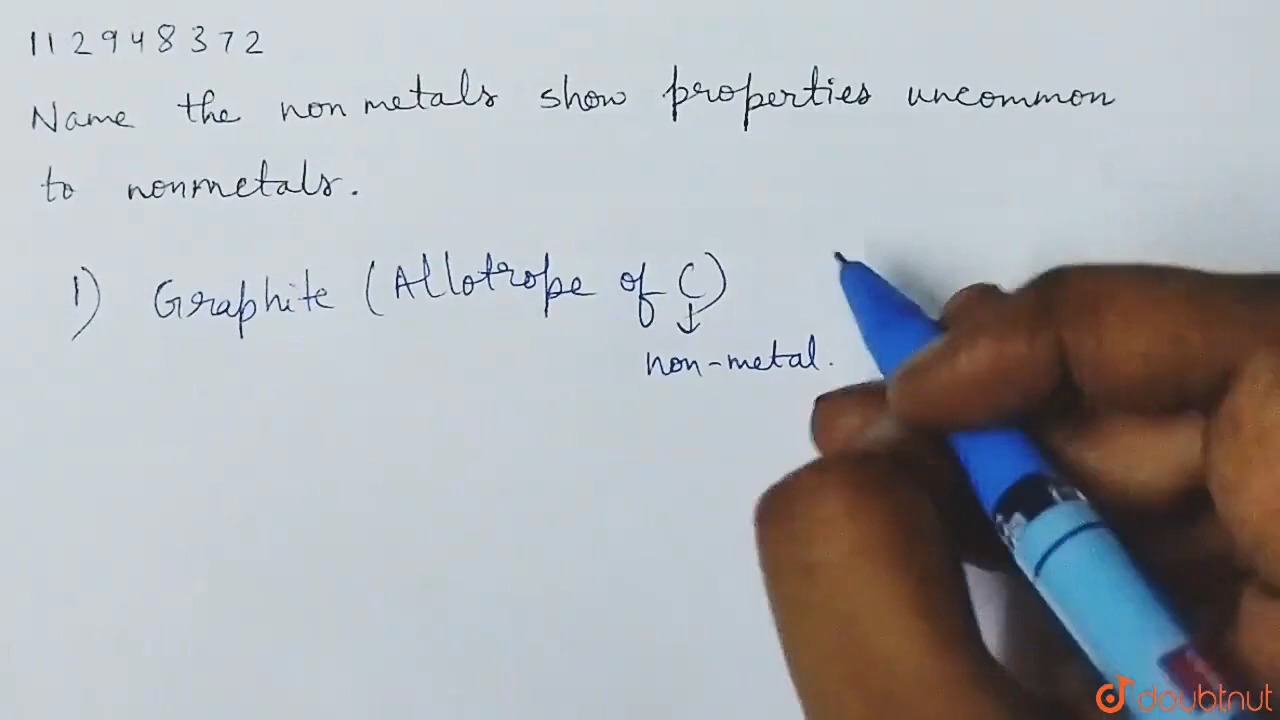 112948372
Name the non metals show properties uncommon
to nonmetals.
1) Graphite (Allotrope of C)
↓
non-metal.
doubtnut